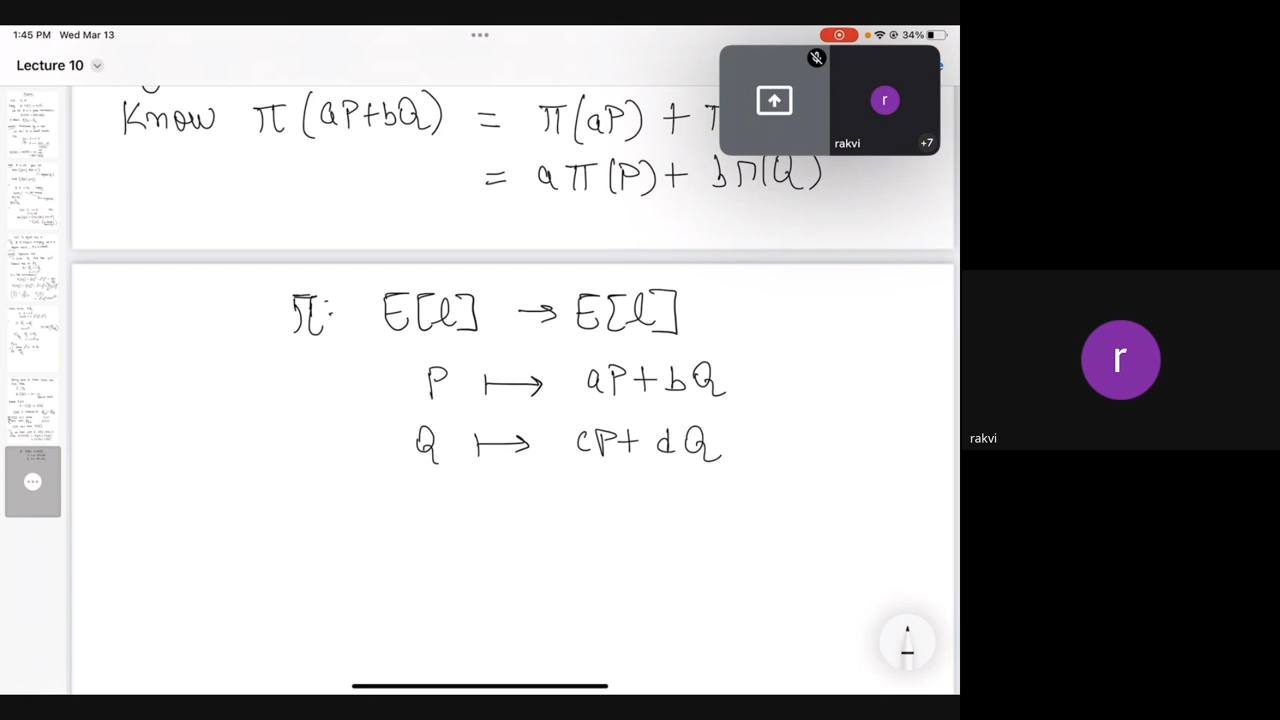 1:45 PM Wed Mar 13
34%
Lecture 10
Know π(aP+bQ) = π(aP) +
= aπ(P) + bπ(Q)
r
rakvi
+7
π: E[l] → E[l]
P ↦ aP+bQ
Q ↦ cP+dQ
r
rakvi